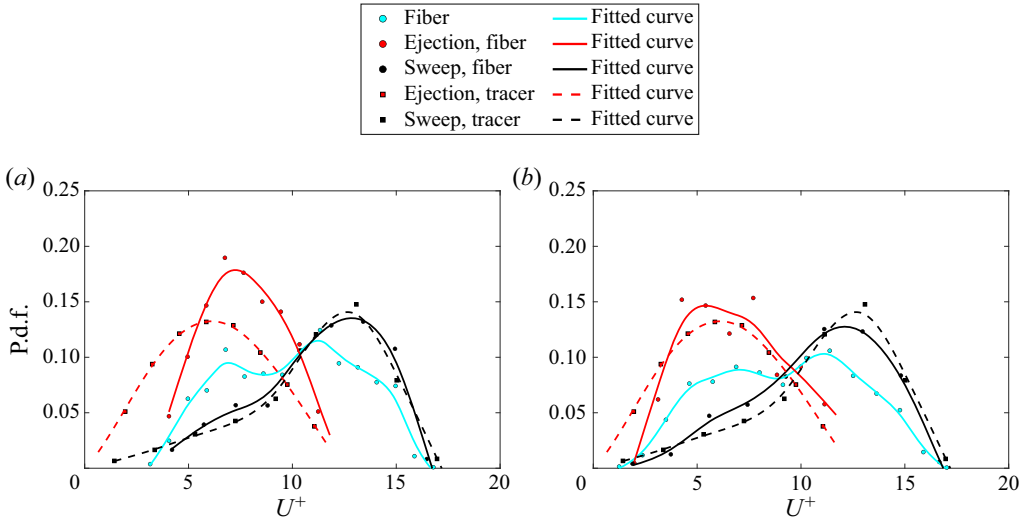 Fiber Fitted curve
Ejection, fiber Fitted curve
Sweep, fiber Fitted curve
Ejection, tracer Fitted curve
Sweep, tracer Fitted curve
(a) (b)
0.25 0.25
0.20 0.20
0.15 0.15
0.10 0.10
0.05 0.05
0 5 10 15 20 0 5 10 15 20
P.d.f.
U+ U+